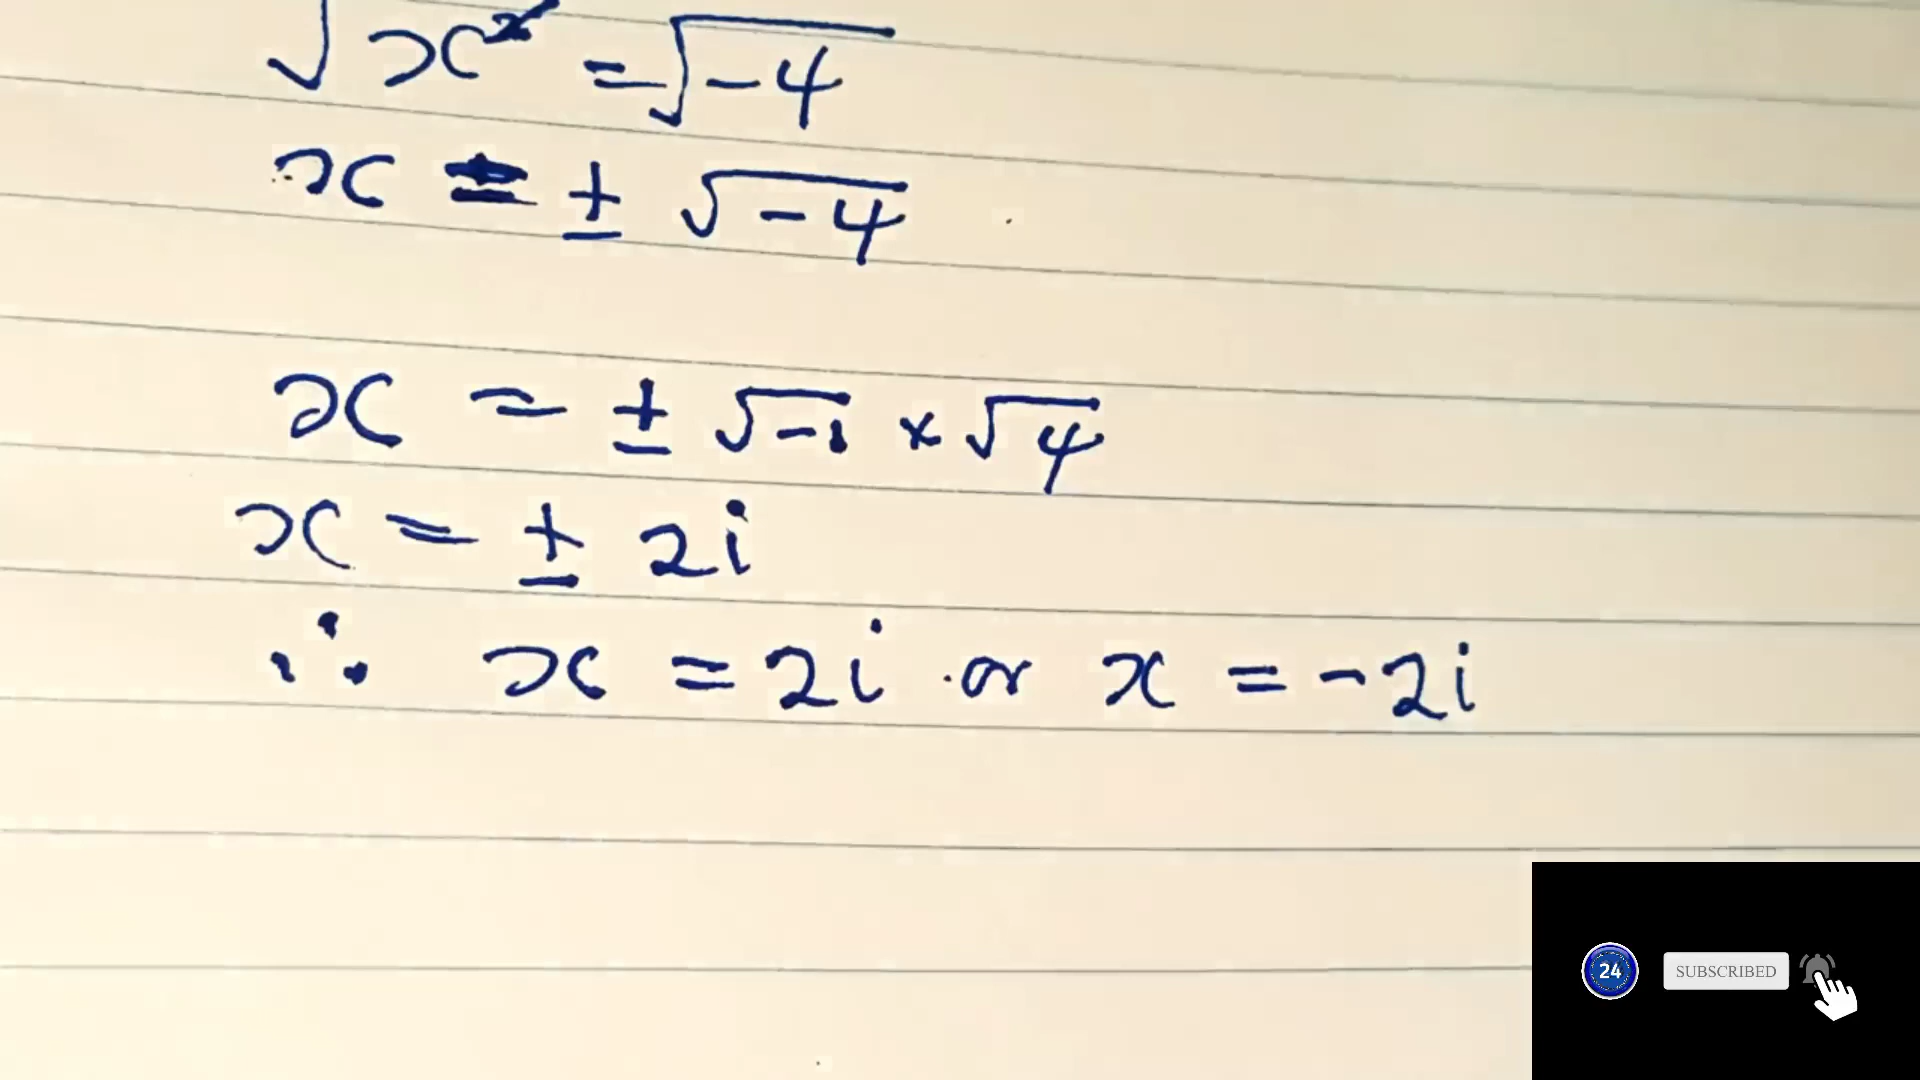 √x² = √-4
x = ± √-4
x = ± √-1 × √4
x = ± 2i
∴ x = 2i or x = -2i
24 SUBSCRIBED